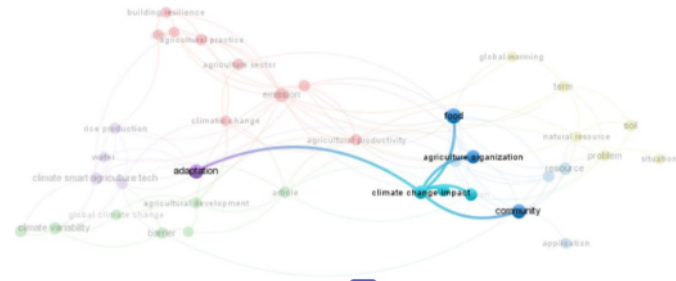 building resilience
agricultural practice
agriculture sector
global warming
emission
term
food
climatic change
soil
rice production
agricultural productivity
natural resource
water
agriculture organization
problem
situation
adaptation
resource
climate smart agriculture tech
climate change impact
article
agricultural development
community
global climate change
climate variability
barrier
application